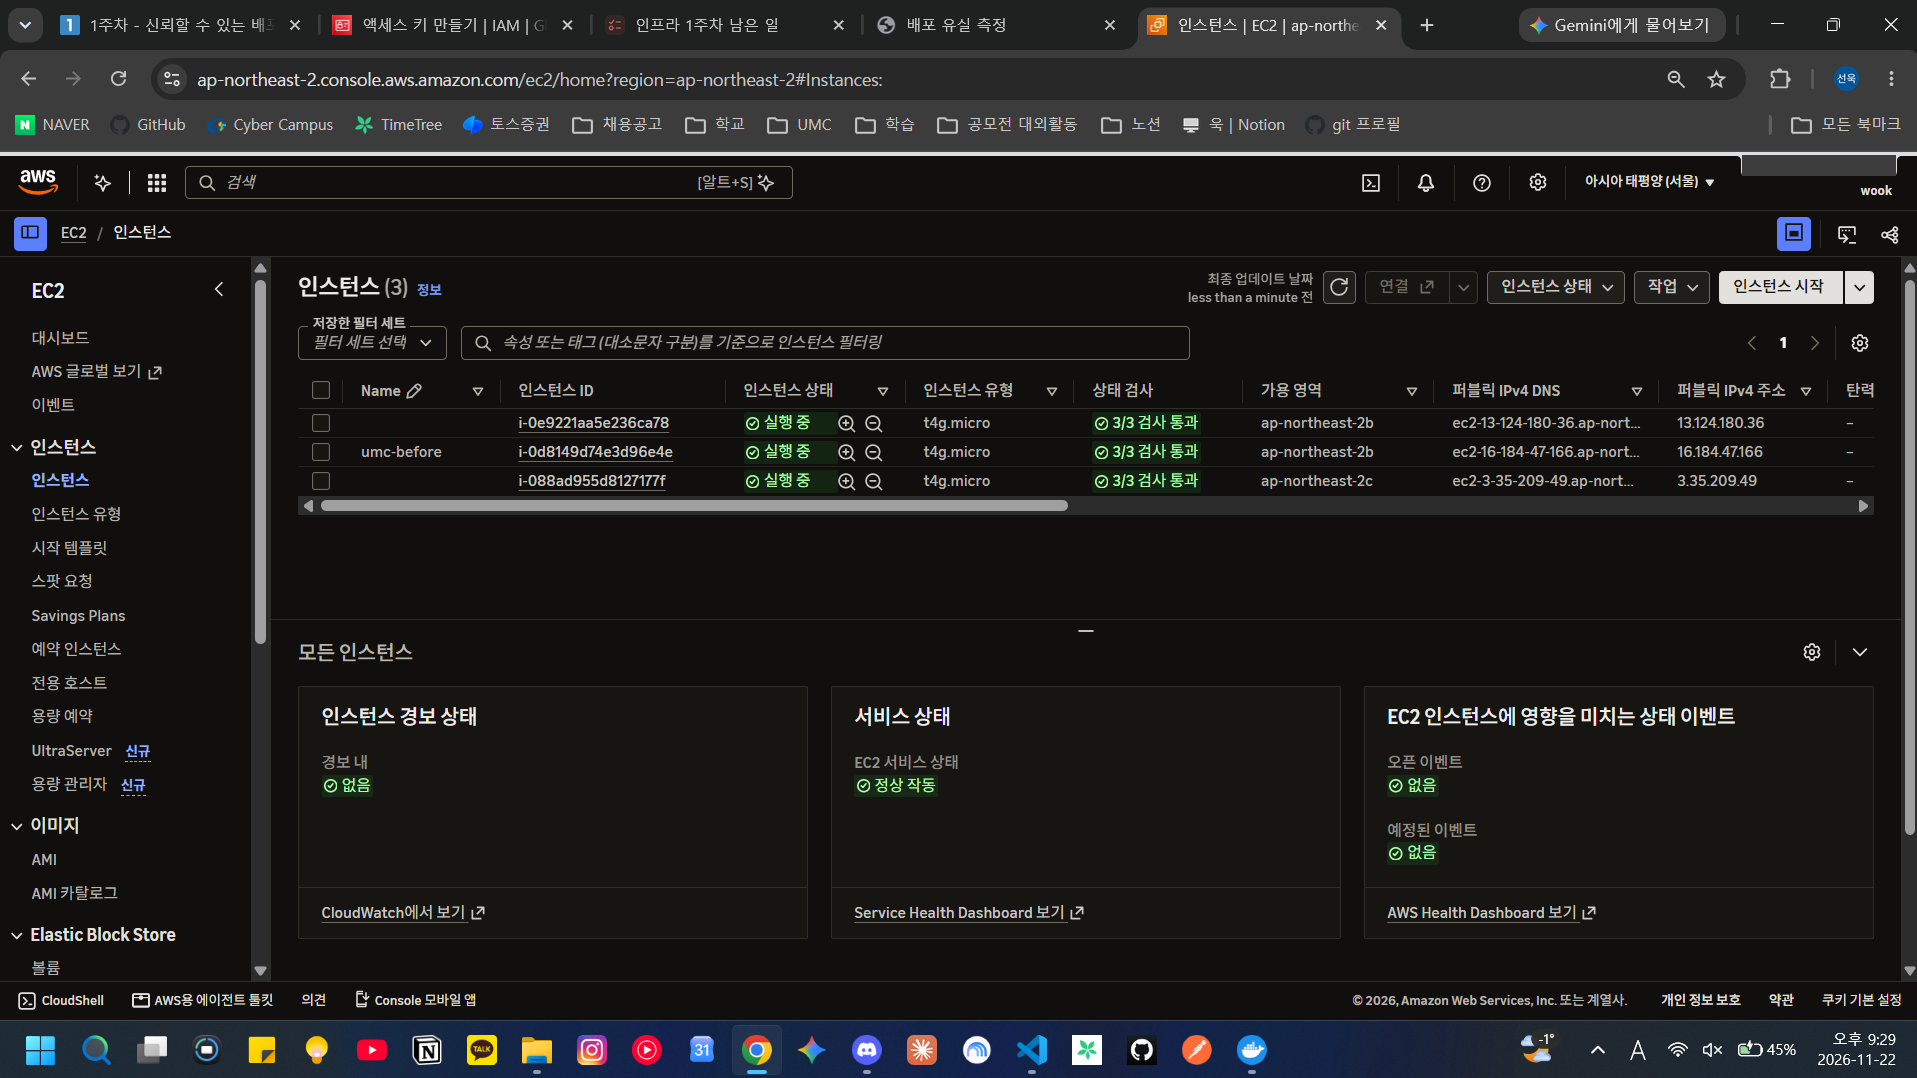 1주차 - 신뢰할 수 있는 배포
액세스 키 만들기 | IAM | G
인프라 1주차 남은 일
배포 유실 측정
인스턴스 | EC2 | ap-northe
Gemini에게 물어보기
ap-northeast-2.console.aws.amazon.com/ec2/home?region=ap-northeast-2#Instances:
선욱
NAVER
GitHub
Cyber Campus
TimeTree
토스증권
채용공고
학교
UMC
학습
공모전 대외활동
노션
욱 | Notion
git 프로필
모든 북마크
aws
검색
[알트+S]
아시아 태평양 (서울)
wook
EC2 / 인스턴스
EC2
대시보드
AWS 글로벌 보기
이벤트
인스턴스
인스턴스
인스턴스 유형
시작 템플릿
스팟 요청
Savings Plans
예약 인스턴스
전용 호스트
용량 예약
UltraServer 신규
용량 관리자 신규
이미지
AMI
AMI 카탈로그
Elastic Block Store
볼륨
인스턴스 (3) 정보
최종 업데이트 날짜
less than a minute 전
연결
인스턴스 상태
작업
인스턴스 시작
저장한 필터 세트
필터 세트 선택
속성 또는 태그 (대소문자 구분)를 기준으로 인스턴스 필터링
1
Name 인스턴스 ID 인스턴스 상태 인스턴스 유형 상태 검사 가용 영역 퍼블릭 IPv4 DNS 퍼블릭 IPv4 주소 탄력
i-0e9221aa5e236ca78 실행 중 t4g.micro 3/3 검사 통과 ap-northeast-2b ec2-13-124-180-36.ap-nort... 13.124.180.36 –
umc-before i-0d8149d74e3d96e4e 실행 중 t4g.micro 3/3 검사 통과 ap-northeast-2b ec2-16-184-47-166.ap-nort... 16.184.47.166 –
i-088ad955d8127177f 실행 중 t4g.micro 3/3 검사 통과 ap-northeast-2c ec2-3-35-209-49.ap-nort... 3.35.209.49 –
모든 인스턴스
인스턴스 경보 상태
경보 내
없음
CloudWatch에서 보기
서비스 상태
EC2 서비스 상태
정상 작동
Service Health Dashboard 보기
EC2 인스턴스에 영향을 미치는 상태 이벤트
오픈 이벤트
없음
예정된 이벤트
없음
AWS Health Dashboard 보기
CloudShell
AWS용 에이전트 툴킷
의견
Console 모바일 앱
© 2026, Amazon Web Services, Inc. 또는 계열사.
개인 정보 보호
약관
쿠키 기본 설정
TALK
31
-1°
A
45%
오후 9:29
2026-11-22